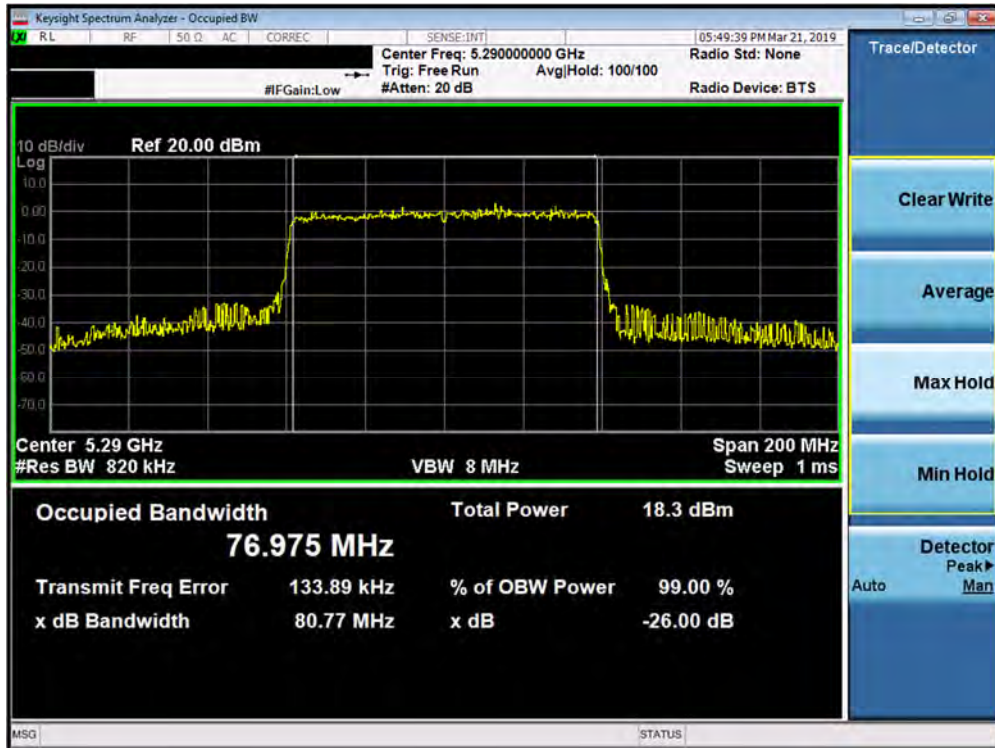 Keysight Spectrum Analyzer - Occupied BW
LXI RL RF 50 Ω AC CORREC SENSE:INT 05:49:39 PM Mar 21, 2019
Center Freq: 5.290000000 GHz Radio Std: None
Trig: Free Run Avg|Hold: 100/100
#IFGain:Low #Atten: 20 dB Radio Device: BTS
10 dB/div Ref 20.00 dBm
Log
10.0
0.00
-10.0
-20.0
-30.0
-40.0
-50.0
-60.0
-70.0
Center 5.29 GHz Span 200 MHz
#Res BW 820 kHz VBW 8 MHz Sweep 1 ms
Occupied Bandwidth Total Power 18.3 dBm
76.975 MHz
Transmit Freq Error 133.89 kHz % of OBW Power 99.00 %
x dB Bandwidth 80.77 MHz x dB -26.00 dB
MSG STATUS
Trace/Detector
Clear Write
Average
Max Hold
Min Hold
Detector
Peak▶
Auto Man